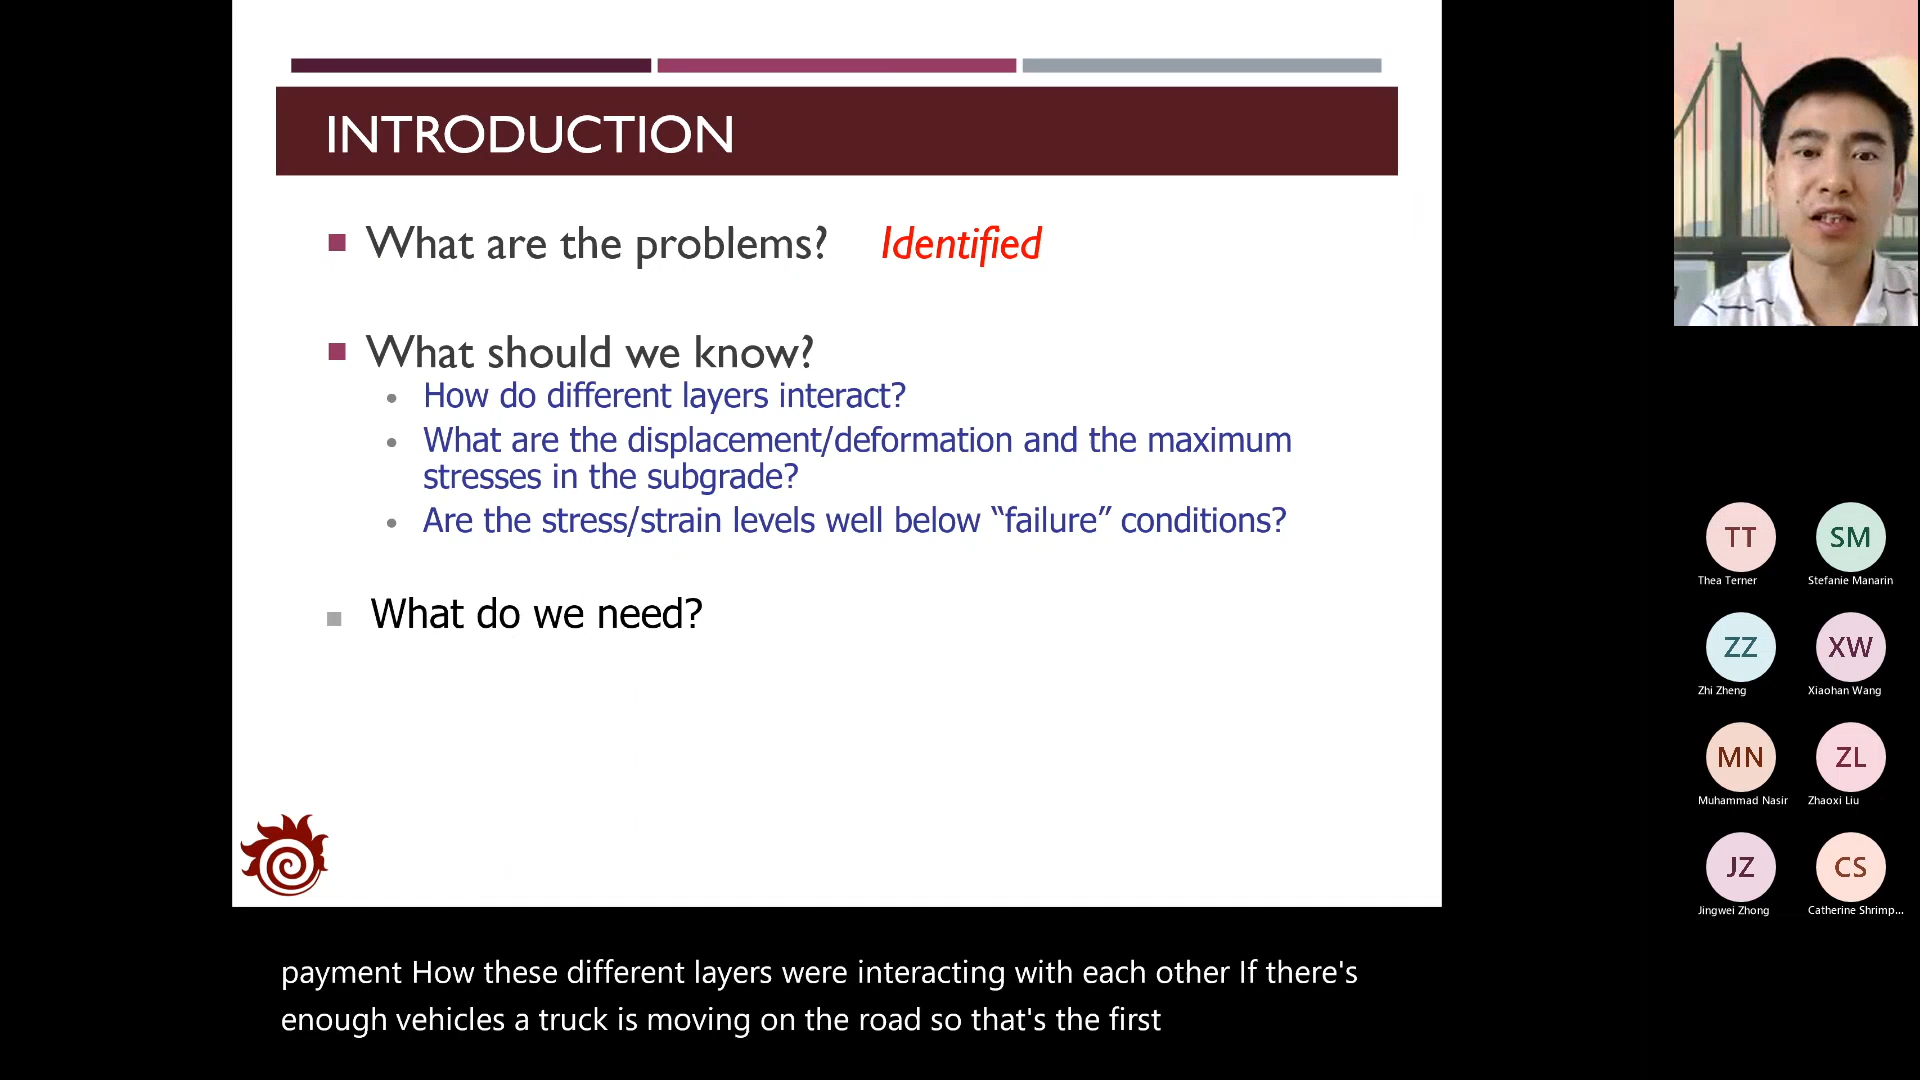 INTRODUCTION
What are the problems? Identified
What should we know?
How do different layers interact?
What are the displacement/deformation and the maximum
stresses in the subgrade?
Are the stress/strain levels well below “failure” conditions?
What do we need?
TT
SM
Thea Terner
Stefanie Manarin
ZZ
XW
Zhi Zheng
Xiaohan Wang
MN
ZL
Muhammad Nasir
Zhaoxi Liu
JZ
CS
Jingwei Zhong
Catherine Shrimp...
payment How these different layers were interacting with each other If there's
enough vehicles a truck is moving on the road so that's the first